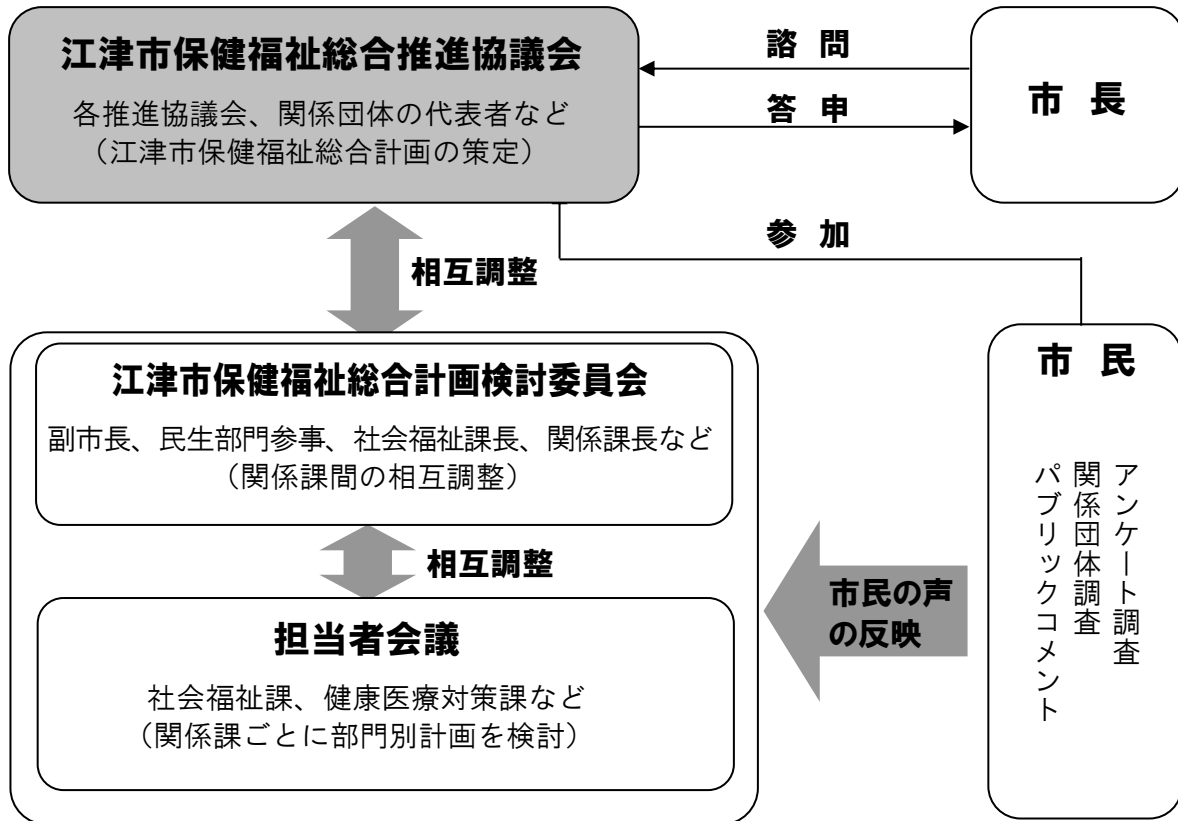 江津市保健福祉総合推進協議会
各推進協議会、関係団体の代表者など
（江津市保健福祉総合計画の策定）
諮 問
答 申
市 長
参 加
相互調整
江津市保健福祉総合計画検討委員会
副市長、民生部門参事、社会福祉課長、関係課長など
（関係課間の相互調整）
相互調整
担当者会議
社会福祉課、健康医療対策課など
（関係課ごとに部門別計画を検討）
市民の声
の反映
市 民
アンケート調査
関係団体調査
パブリックコメント